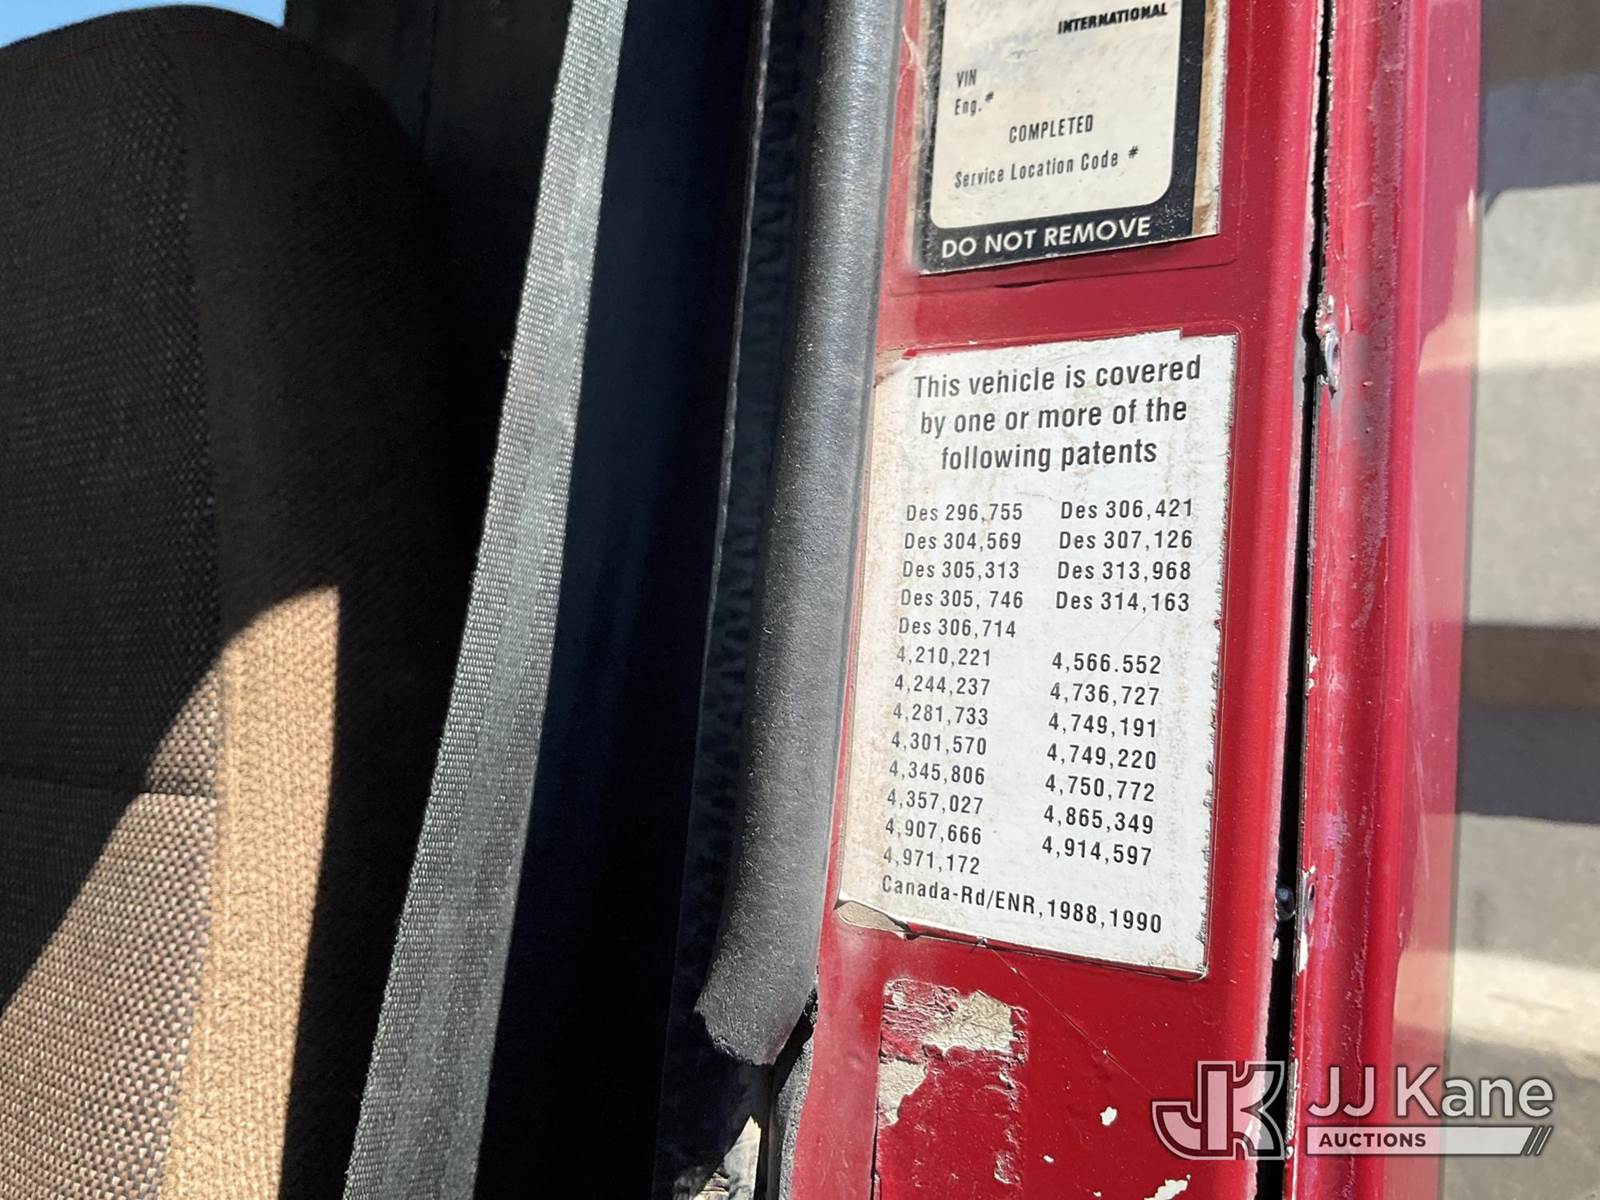 INTERNATIONAL
VIN
Eng.#
COMPLETED
Service Location Code #
DO NOT REMOVE
This vehicle is covered
by one or more of the
following patents
Des 296,755 Des 306,421
Des 304,569 Des 307,126
Des 305,313 Des 313,968
Des 305, 746 Des 314,163
Des 306,714
4,210,221 4,566.552
4,244,237 4,736,727
4,281,733 4,749,191
4,301,570 4,749,220
4,345,806 4,750,772
4,357,027 4,865,349
4,907,666 4,914,597
4,971,172
Canada-Rd/ENR,1988,1990
JK JJ Kane
AUCTIONS